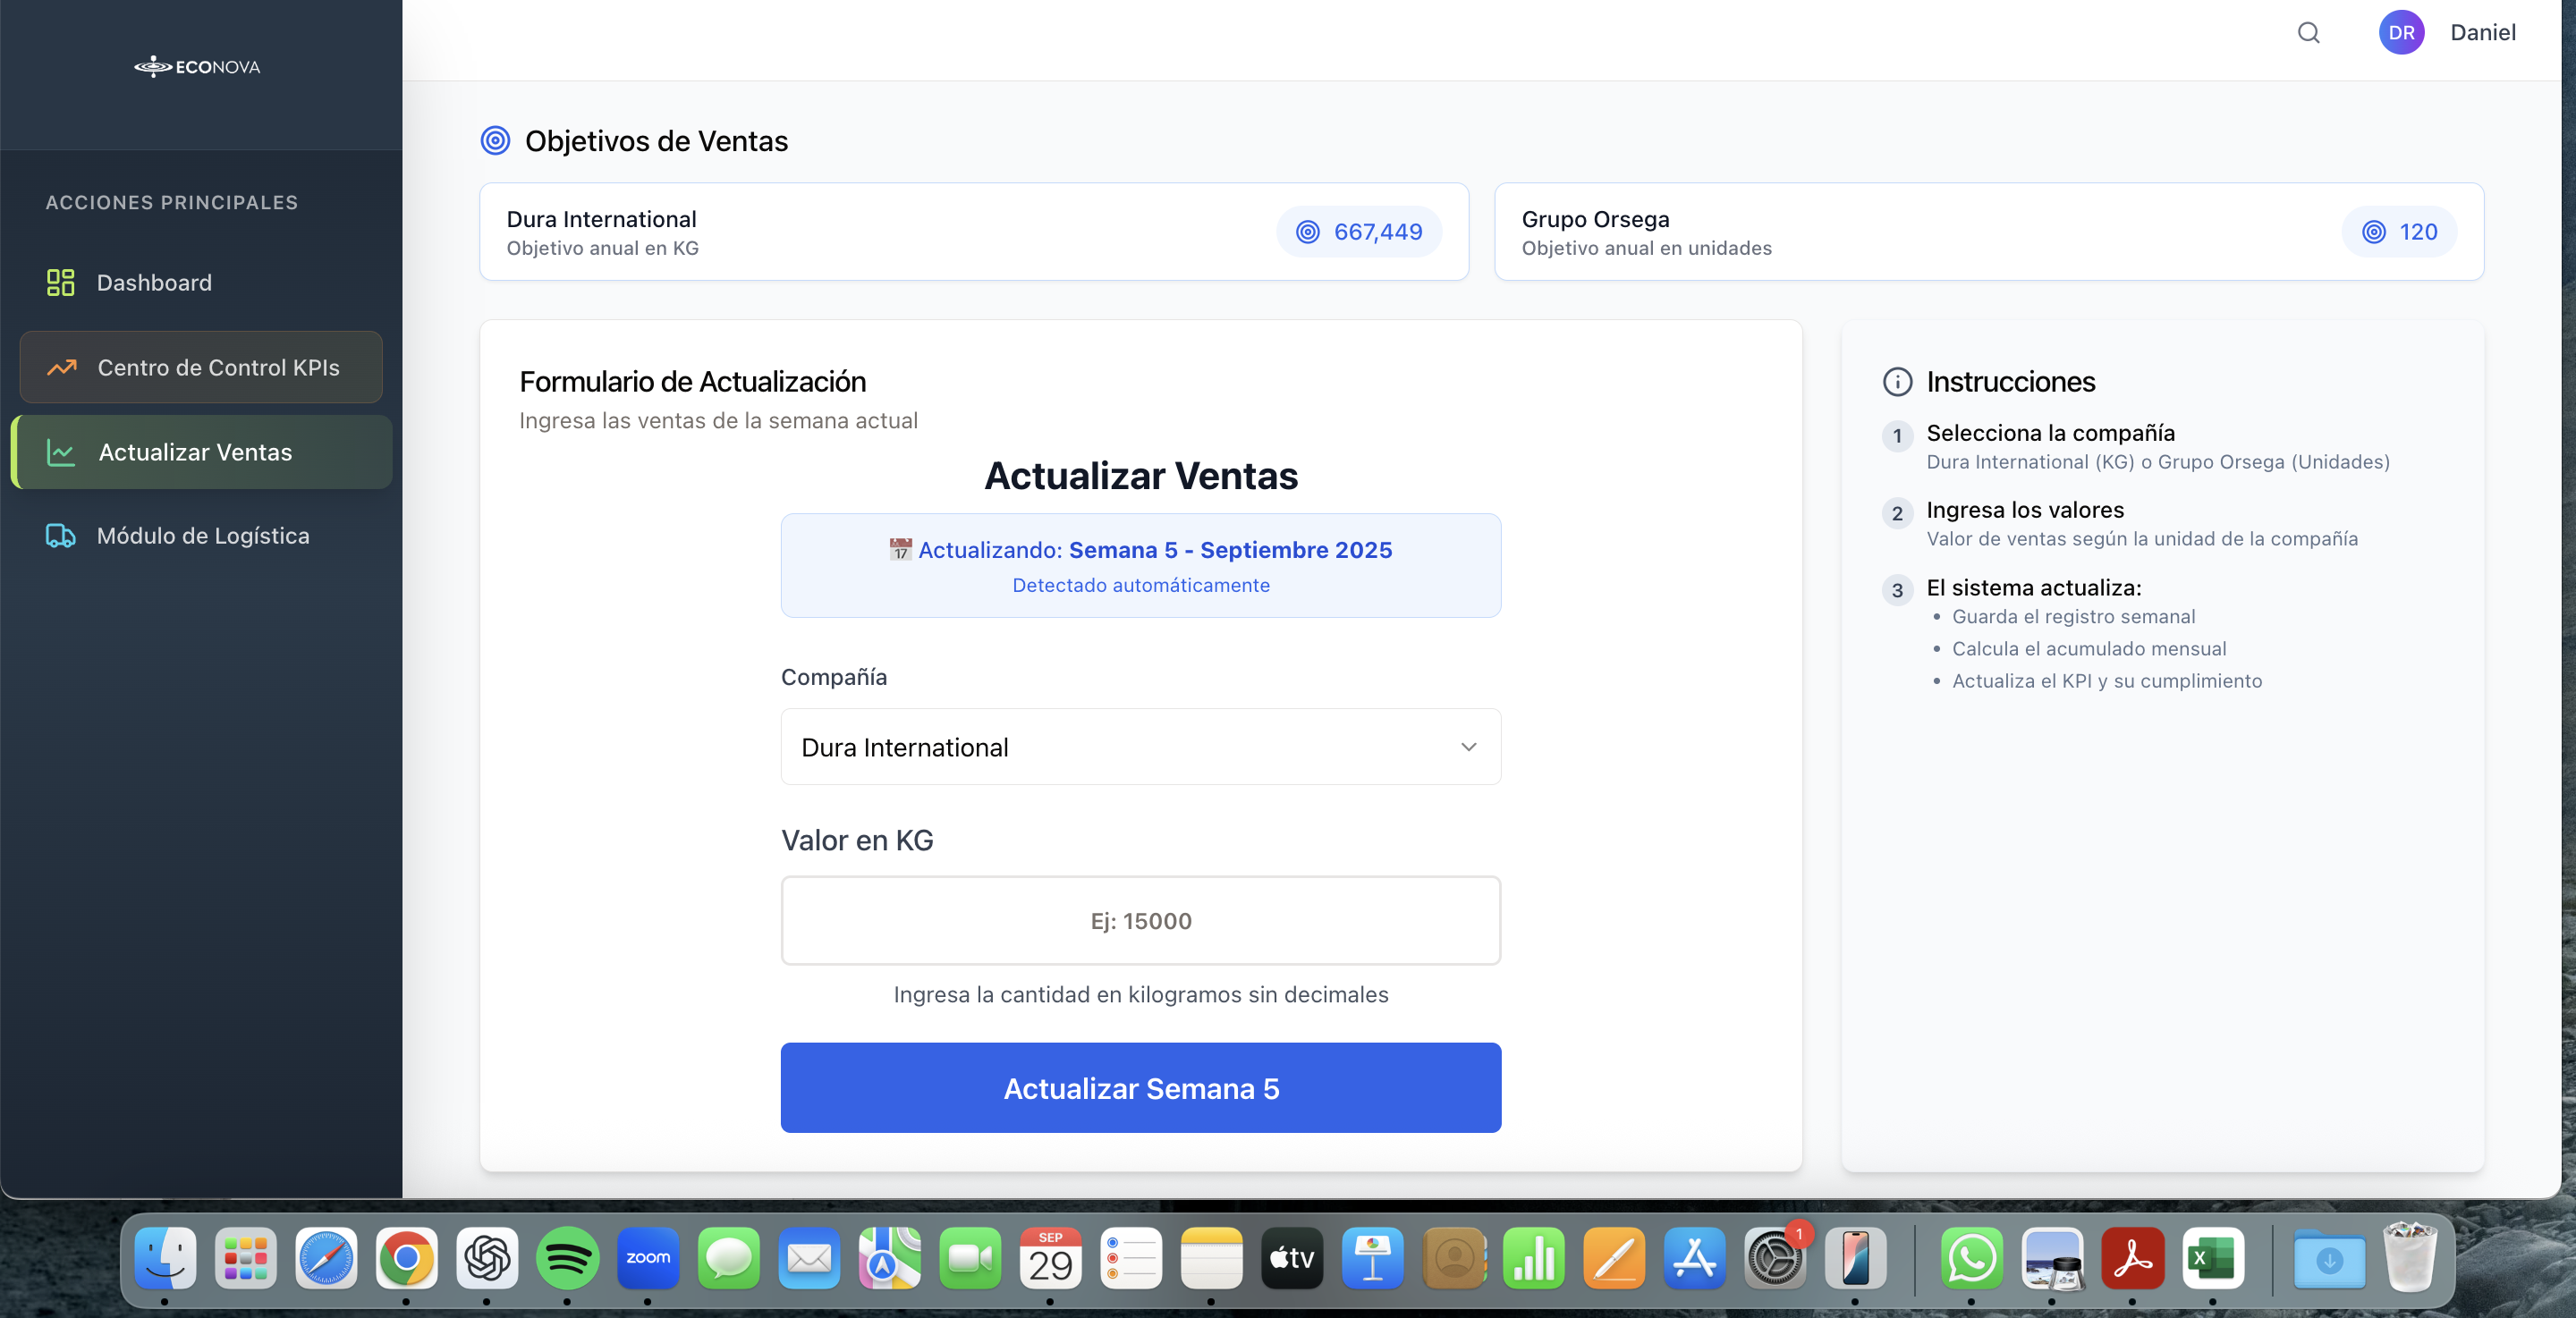 ECONOVA
ACCIONES PRINCIPALES
Dashboard
Centro de Control KPIs
Actualizar Ventas
Módulo de Logística
DR
Daniel
Objetivos de Ventas
Dura International
Objetivo anual en KG
667,449
Grupo Orsega
Objetivo anual en unidades
120
Formulario de Actualización
Ingresa las ventas de la semana actual
Actualizar Ventas
17 Actualizando: Semana 5 - Septiembre 2025
Detectado automáticamente
Compañía
Dura International
Valor en KG
Ej: 15000
Ingresa la cantidad en kilogramos sin decimales
Actualizar Semana 5
Instrucciones
1 Selecciona la compañía
Dura International (KG) o Grupo Orsega (Unidades)
2 Ingresa los valores
Valor de ventas según la unidad de la compañía
3 El sistema actualiza:
• Guarda el registro semanal
• Calcula el acumulado mensual
• Actualiza el KPI y su cumplimiento
zoom
SEP
29
tv
1
X